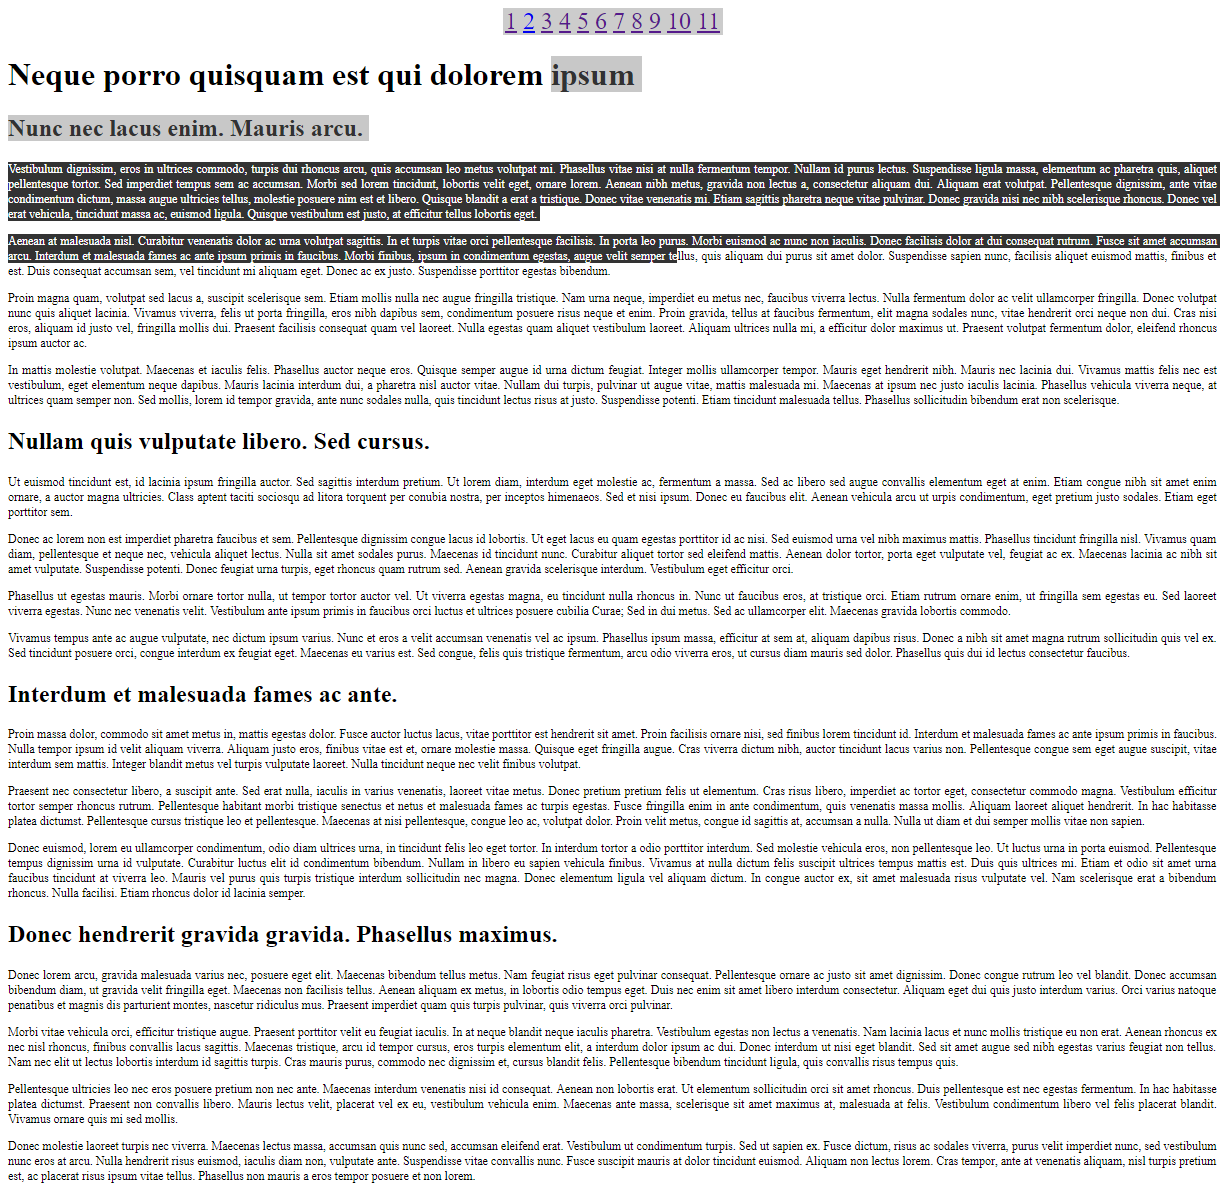 1 2 3 4 5 6 7 8 9 10 11
Neque porro quisquam est qui dolorem ipsum
Nunc nec lacus enim. Mauris arcu.
Vestibulum dignissim, eros in ultrices commodo, turpis dui rhoncus arcu, quis accumsan leo metus volutpat mi. Phasellus vitae nisi at nulla fermentum tempor. Nullam id purus lectus. Suspendisse ligula massa, elementum ac pharetra quis, aliquet
pellentesque tortor. Sed imperdiet tempus sem ac accumsan. Morbi sed lorem tincidunt, lobortis velit eget, ornare lorem. Aenean nibh metus, gravida non lectus a, consectetur aliquam dui. Aliquam erat volutpat. Pellentesque dignissim, ante vitae
condimentum dictum, massa augue ultricies tellus, molestie posuere nim est et libero. Quisque blandit a erat a tristique. Donec vitae venenatis mi. Etiam sagittis pharetra neque vitae pulvinar. Donec gravida nisi nec nibh scelerisque rhoncus. Donec vel
erat vehicula, tincidunt massa ac, euismod ligula. Quisque vestibulum est justo, at efficitur tellus lobortis eget.
Aenean at malesuada nisl. Curabitur venenatis dolor ac urna volutpat sagittis. In et turpis vitae orci pellentesque facilisis. In porta leo purus. Morbi euismod ac nunc non iaculis. Donec facilisis dolor at dui consequat rutrum. Fusce sit amet accumsan
arcu. Interdum et malesuada fames ac ante ipsum primis in faucibus. Morbi finibus, ipsum in condimentum egestas, augue velit semper tellus, quis aliquam dui purus sit amet dolor. Suspendisse sapien nunc, facilisis aliquet euismod mattis, finibus et
est. Duis consequat accumsan sem, vel tincidunt mi aliquam eget. Donec ac ex justo. Suspendisse porttitor egestas bibendum.
Proin magna quam, volutpat sed lacus a, suscipit scelerisque sem. Etiam mollis nulla nec augue fringilla tristique. Nam urna neque, imperdiet eu metus nec, faucibus viverra lectus. Nulla fermentum dolor ac velit ullamcorper fringilla. Donec volutpat
nunc quis aliquet lacinia. Vivamus viverra, felis ut porta fringilla, eros nibh dapibus sem, condimentum posuere risus neque et enim. Proin gravida, tellus at faucibus fermentum, elit magna sodales nunc, vitae hendrerit orci neque non dui. Cras nisi
eros, aliquam id justo vel, fringilla mollis dui. Praesent facilisis consequat quam vel laoreet. Nulla egestas quam aliquet vestibulum laoreet. Aliquam ultrices nulla mi, a efficitur dolor maximus ut. Praesent volutpat fermentum dolor, eleifend rhoncus
ipsum auctor ac.
In mattis molestie volutpat. Maecenas et iaculis felis. Phasellus auctor neque eros. Quisque semper augue id urna dictum feugiat. Integer mollis ullamcorper tempor. Mauris eget hendrerit nibh. Mauris nec lacinia dui. Vivamus mattis felis nec est
vestibulum, eget elementum neque dapibus. Mauris lacinia interdum dui, a pharetra nisl auctor vitae. Nullam dui turpis, pulvinar ut augue vitae, mattis malesuada mi. Maecenas at ipsum nec justo iaculis lacinia. Phasellus vehicula viverra neque, at
ultrices quam semper non. Sed mollis, lorem id tempor gravida, ante nunc sodales nulla, quis tincidunt lectus risus at justo. Suspendisse potenti. Etiam tincidunt malesuada tellus. Phasellus sollicitudin bibendum erat non scelerisque.
Nullam quis vulputate libero. Sed cursus.
Ut euismod tincidunt est, id lacinia ipsum fringilla auctor. Sed sagittis interdum pretium. Ut lorem diam, interdum eget molestie ac, fermentum a massa. Sed ac libero sed augue convallis elementum eget at enim. Etiam congue nibh sit amet enim
ornare, a auctor magna ultricies. Class aptent taciti sociosqu ad litora torquent per conubia nostra, per inceptos himenaeos. Sed et nisi ipsum. Donec eu faucibus elit. Aenean vehicula arcu ut urpis condimentum, eget pretium justo sodales. Etiam eget
porttitor sem.
Donec ac lorem non est imperdiet pharetra faucibus et sem. Pellentesque dignissim congue lacus id lobortis. Ut eget lacus eu quam egestas porttitor id ac nisi. Sed euismod urna vel nibh maximus mattis. Phasellus tincidunt fringilla nisl. Vivamus quam
diam, pellentesque et neque nec, vehicula aliquet lectus. Nulla sit amet sodales purus. Maecenas id tincidunt nunc. Curabitur aliquet tortor sed eleifend mattis. Aenean dolor tortor, porta eget vulputate vel, feugiat ac ex. Maecenas lacinia ac nibh sit
amet vulputate. Suspendisse potenti. Donec feugiat urna turpis, eget rhoncus quam rutrum sed. Aenean gravida scelerisque interdum. Vestibulum eget efficitur orci.
Phasellus ut egestas mauris. Morbi ornare tortor nulla, ut tempor tortor auctor vel. Ut viverra egestas magna, eu tincidunt nulla rhoncus in. Nunc ut faucibus eros, at tristique orci. Etiam rutrum ornare enim, ut fringilla sem egestas eu. Sed laoreet
viverra egestas. Nunc nec venenatis velit. Vestibulum ante ipsum primis in faucibus orci luctus et ultrices posuere cubilia Curae; Sed in dui metus. Sed ac ullamcorper elit. Maecenas gravida lobortis commodo.
Vivamus tempus ante ac augue vulputate, nec dictum ipsum varius. Nunc et eros a velit accumsan venenatis vel ac ipsum. Phasellus ipsum massa, efficitur at sem at, aliquam dapibus risus. Donec a nibh sit amet magna rutrum sollicitudin quis vel ex.
Sed tincidunt posuere orci, congue interdum ex feugiat eget. Maecenas eu varius est. Sed congue, felis quis tristique fermentum, arcu odio viverra eros, ut cursus diam mauris sed dolor. Phasellus quis dui id lectus consectetur faucibus.
Interdum et malesuada fames ac ante.
Proin massa dolor, commodo sit amet metus in, mattis egestas dolor. Fusce auctor luctus lacus, vitae porttitor est hendrerit sit amet. Proin facilisis ornare nisi, sed finibus lorem tincidunt id. Interdum et malesuada fames ac ante ipsum primis in faucibus.
Nulla tempor ipsum id velit aliquam viverra. Aliquam justo eros, finibus vitae est et, ornare molestie massa. Quisque eget fringilla augue. Cras viverra dictum nibh, auctor tincidunt lacus varius non. Pellentesque congue sem eget augue suscipit, vitae
interdum sem mattis. Integer blandit metus vel turpis vulputate laoreet. Nulla tincidunt neque nec velit finibus volutpat.
Praesent nec consectetur libero, a suscipit ante. Sed erat nulla, iaculis in varius venenatis, laoreet vitae metus. Donec pretium pretium felis ut elementum. Cras risus libero, imperdiet ac tortor eget, consectetur commodo magna. Vestibulum efficitur
tortor semper rhoncus rutrum. Pellentesque habitant morbi tristique senectus et netus et malesuada fames ac turpis egestas. Fusce fringilla enim in ante condimentum, quis venenatis massa mollis. Aliquam laoreet aliquet hendrerit. In hac habitasse
platea dictumst. Pellentesque cursus tristique leo et pellentesque. Maecenas at nisi pellentesque, congue leo ac, volutpat dolor. Proin velit metus, congue id sagittis at, accumsan a nulla. Nulla ut diam et dui semper mollis vitae non sapien.
Donec euismod, lorem eu ullamcorper condimentum, odio diam ultrices urna, in tincidunt felis leo eget tortor. In interdum tortor a odio porttitor interdum. Sed molestie vehicula eros, non pellentesque leo. Ut luctus urna in porta euismod. Pellentesque
tempus dignissim urna id vulputate. Curabitur luctus elit id condimentum bibendum. Nullam in libero eu sapien vehicula finibus. Vivamus at nulla dictum felis suscipit ultrices tempus mattis est. Duis quis ultrices mi. Etiam et odio sit amet urna
faucibus tincidunt at viverra leo. Mauris vel purus quis turpis tristique interdum sollicitudin nec magna. Donec elementum ligula vel aliquam dictum. In congue auctor ex, sit amet malesuada risus vulputate vel. Nam scelerisque erat a bibendum
rhoncus. Nulla facilisi. Etiam rhoncus dolor id lacinia semper.
Donec hendrerit gravida gravida. Phasellus maximus.
Donec lorem arcu, gravida malesuada varius nec, posuere eget elit. Maecenas bibendum tellus metus. Nam feugiat risus eget pulvinar consequat. Pellentesque ornare ac justo sit amet dignissim. Donec congue rutrum leo vel blandit. Donec accumsan
bibendum diam, ut gravida velit fringilla eget. Maecenas non facilisis tellus. Aenean aliquam ex metus, in lobortis odio tempus eget. Duis nec enim sit amet libero interdum consectetur. Aliquam eget dui quis justo interdum varius. Orci varius natoque
penatibus et magnis dis parturient montes, nascetur ridiculus mus. Praesent imperdiet quam quis turpis pulvinar, quis viverra orci pulvinar.
Morbi vitae vehicula orci, efficitur tristique augue. Praesent porttitor velit eu feugiat iaculis. In at neque blandit neque iaculis pharetra. Vestibulum egestas non lectus a venenatis. Nam lacinia lacus et nunc mollis tristique eu non erat. Aenean rhoncus ex
nec nisl rhoncus, finibus convallis lacus sagittis. Maecenas tristique, arcu id tempor cursus, eros turpis elementum elit, a interdum dolor ipsum ac dui. Donec interdum ut nisi eget blandit. Sed sit amet augue sed nibh egestas varius feugiat non tellus.
Nam nec elit ut lectus lobortis interdum id sagittis turpis. Cras mauris purus, commodo nec dignissim et, cursus blandit felis. Pellentesque bibendum tincidunt ligula, quis convallis risus tempus quis.
Pellentesque ultricies leo nec eros posuere pretium non nec ante. Maecenas interdum venenatis nisi id consequat. Aenean non lobortis erat. Ut elementum sollicitudin orci sit amet rhoncus. Duis pellentesque est nec egestas fermentum. In hac habitasse
platea dictumst. Praesent non convallis libero. Mauris lectus velit, placerat vel ex eu, vestibulum vehicula enim. Maecenas ante massa, scelerisque sit amet maximus at, malesuada at felis. Vestibulum condimentum libero vel felis placerat blandit.
Vivamus ornare quis mi sed mollis.
Donec molestie laoreet turpis nec viverra. Maecenas lectus massa, accumsan quis nunc sed, accumsan eleifend erat. Vestibulum ut condimentum turpis. Sed ut sapien ex. Fusce dictum, risus ac sodales viverra, purus velit imperdiet nunc, sed vestibulum
nunc eros at arcu. Nulla hendrerit risus euismod, iaculis diam non, vulputate ante. Suspendisse vitae convallis nunc. Fusce suscipit mauris at dolor tincidunt euismod. Aliquam non lectus lorem. Cras tempor, ante at venenatis aliquam, nisl turpis pretium
est, ac placerat risus ipsum vitae tellus. Phasellus non mauris a eros tempor posuere et non lorem.